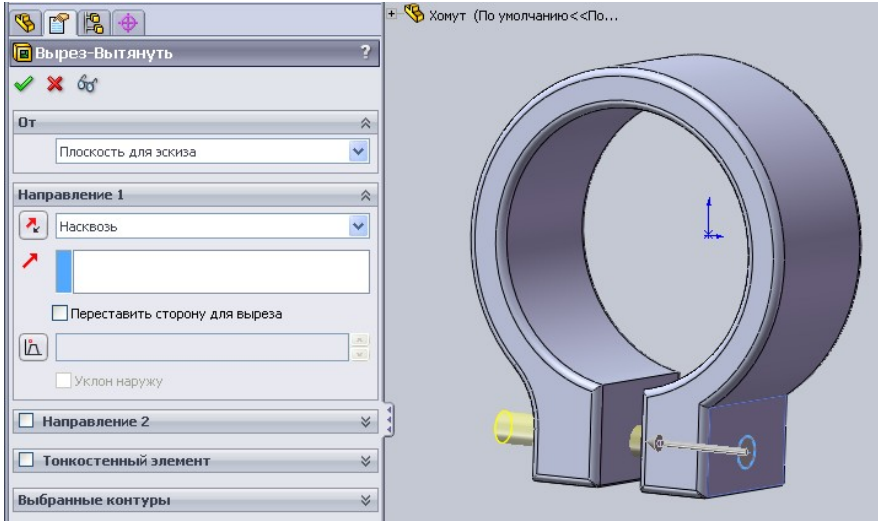 Хомут (По умолчанию<<По...
Вырез-Вытянуть ?
От
Плоскость для эскиза
Направление 1
Насквозь
Переставить сторону для выреза
Уклон наружу
Направление 2
Тонкостенный элемент
Выбранные контуры